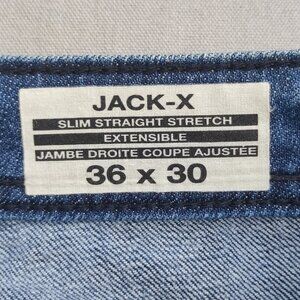 JACK-X
SLIM STRAIGHT STRETCH
EXTENSIBLE
JAMBE DROITE COUPE AJUSTÉE
36 x 30